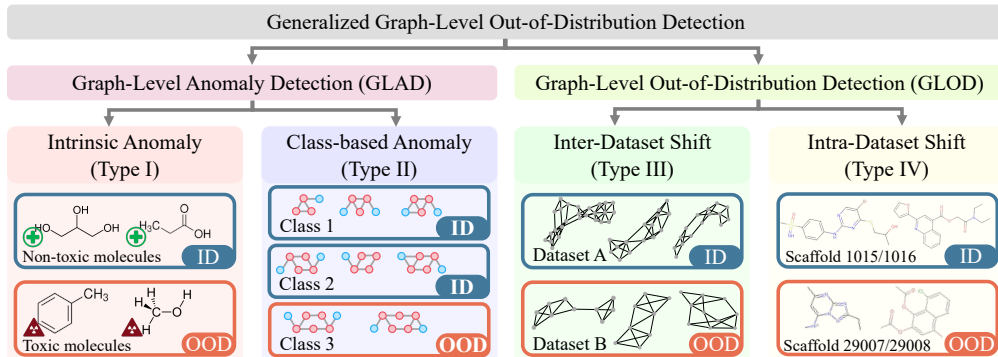 Generalized Graph-Level Out-of-Distribution Detection
Graph-Level Anomaly Detection (GLAD)
Graph-Level Out-of-Distribution Detection (GLOD)
Intrinsic Anomaly
(Type I)
OH
HO
OH
H₃C
O
OH
Non-toxic molecules
ID
CH₃
H
H
H
O
H
Toxic molecules
OOD
Class-based Anomaly
(Type II)
Class 1
ID
Class 2
ID
Class 3
OOD
Inter-Dataset Shift
(Type III)
Dataset A
ID
Dataset B
OOD
Intra-Dataset Shift
(Type IV)
Scaffold 1015/1016
ID
Scaffold 29007/29008
OOD